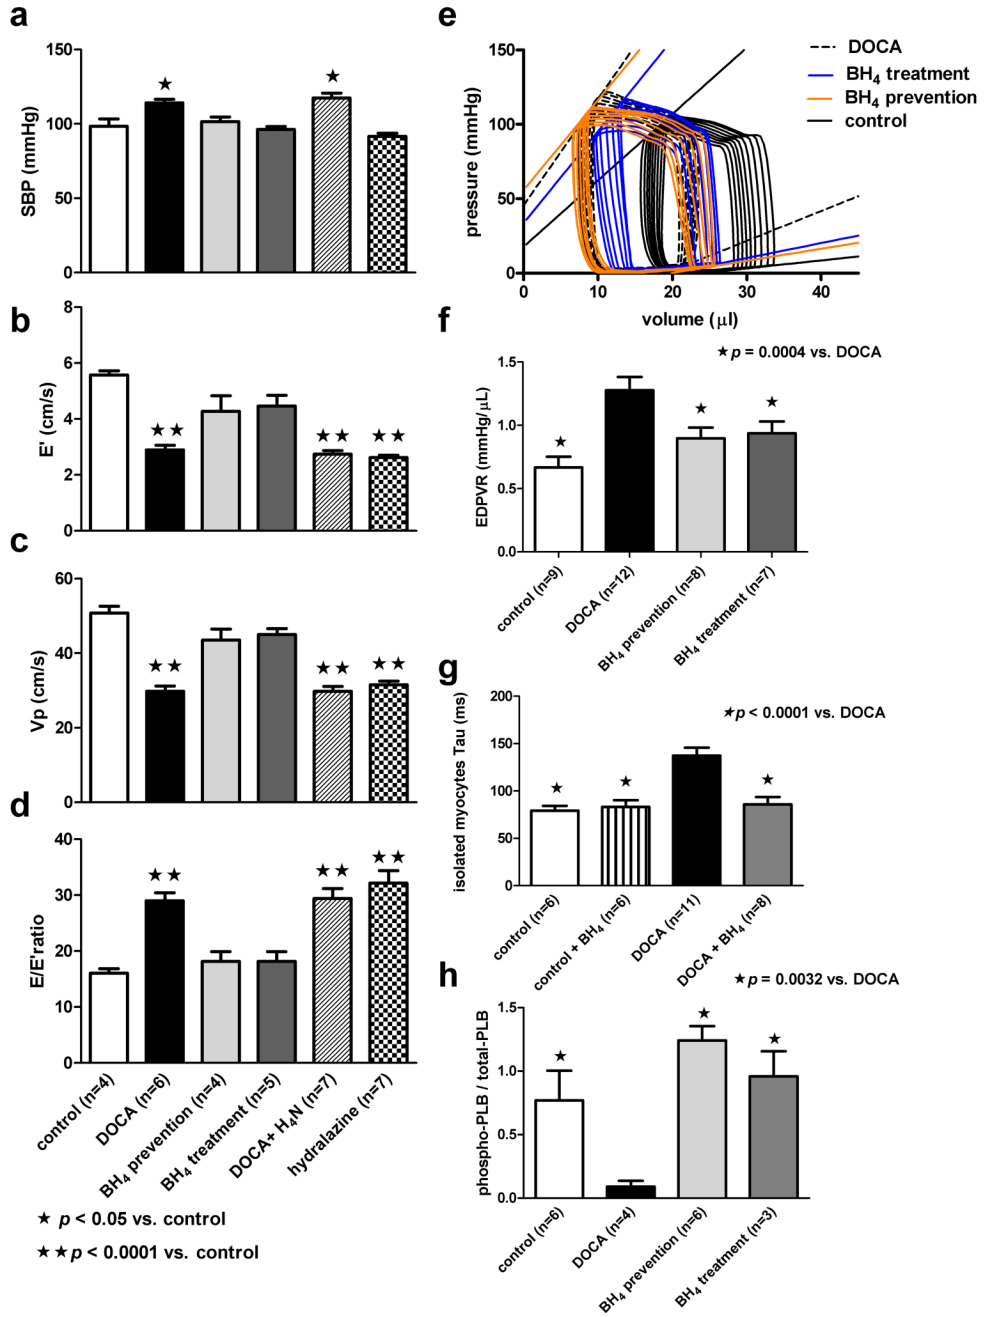 a
150
100
50
0
SBP (mmHg)
★
★
b
8
6
4
2
0
E' (cm/s)
★★
★★
★★
c
60
40
20
0
Vp (cm/s)
★★
★★
★★
d
40
30
20
10
0
E/E'ratio
★★
★★
★★
control (n=4)
DOCA (n=6)
BH4 prevention (n=4)
BH4 treatment (n=5)
DOCA+ H4N (n=7)
hydralazine (n=7)
★ p < 0.05 vs. control
★★p < 0.0001 vs. control
e
150
100
50
0
pressure (mmHg)
0 10 20 30 40
volume (μl)
DOCA
BH4 treatment
BH4 prevention
control
f
★p = 0.0004 vs. DOCA
1.5
1.0
0.5
0.0
EDPVR (mmHg/μL)
★
★
★
control (n=9)
DOCA (n=12)
BH4 prevention (n=8)
BH4 treatment (n=7)
g
★p < 0.0001 vs. DOCA
200
150
100
50
0
isolated myocytes Tau (ms)
★
★
★
control (n=6)
control + BH4 (n=6)
DOCA (n=11)
DOCA + BH4 (n=8)
h
★p = 0.0032 vs. DOCA
1.5
1.0
0.5
0.0
phospho-PLB / total-PLB
★
★
★
control (n=6)
DOCA (n=4)
BH4 prevention (n=6)
BH4 treatment (n=3)